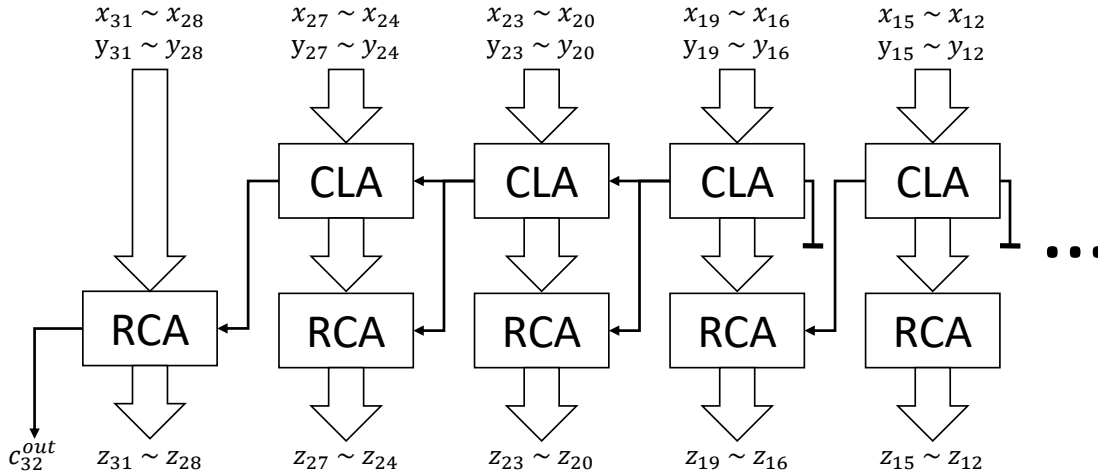 x₃₁ ~ x₂₈ x₂₇ ~ x₂₄ x₂₃ ~ x₂₀ x₁₉ ~ x₁₆ x₁₅ ~ x₁₂
y₃₁ ~ y₂₈ y₂₇ ~ y₂₄ y₂₃ ~ y₂₀ y₁₉ ~ y₁₆ y₁₅ ~ y₁₂
CLA CLA CLA CLA
...
RCA RCA RCA RCA RCA
c₃₂ᵒᵘᵗ z₃₁ ~ z₂₈ z₂₇ ~ z₂₄ z₂₃ ~ z₂₀ z₁₉ ~ z₁₆ z₁₅ ~ z₁₂